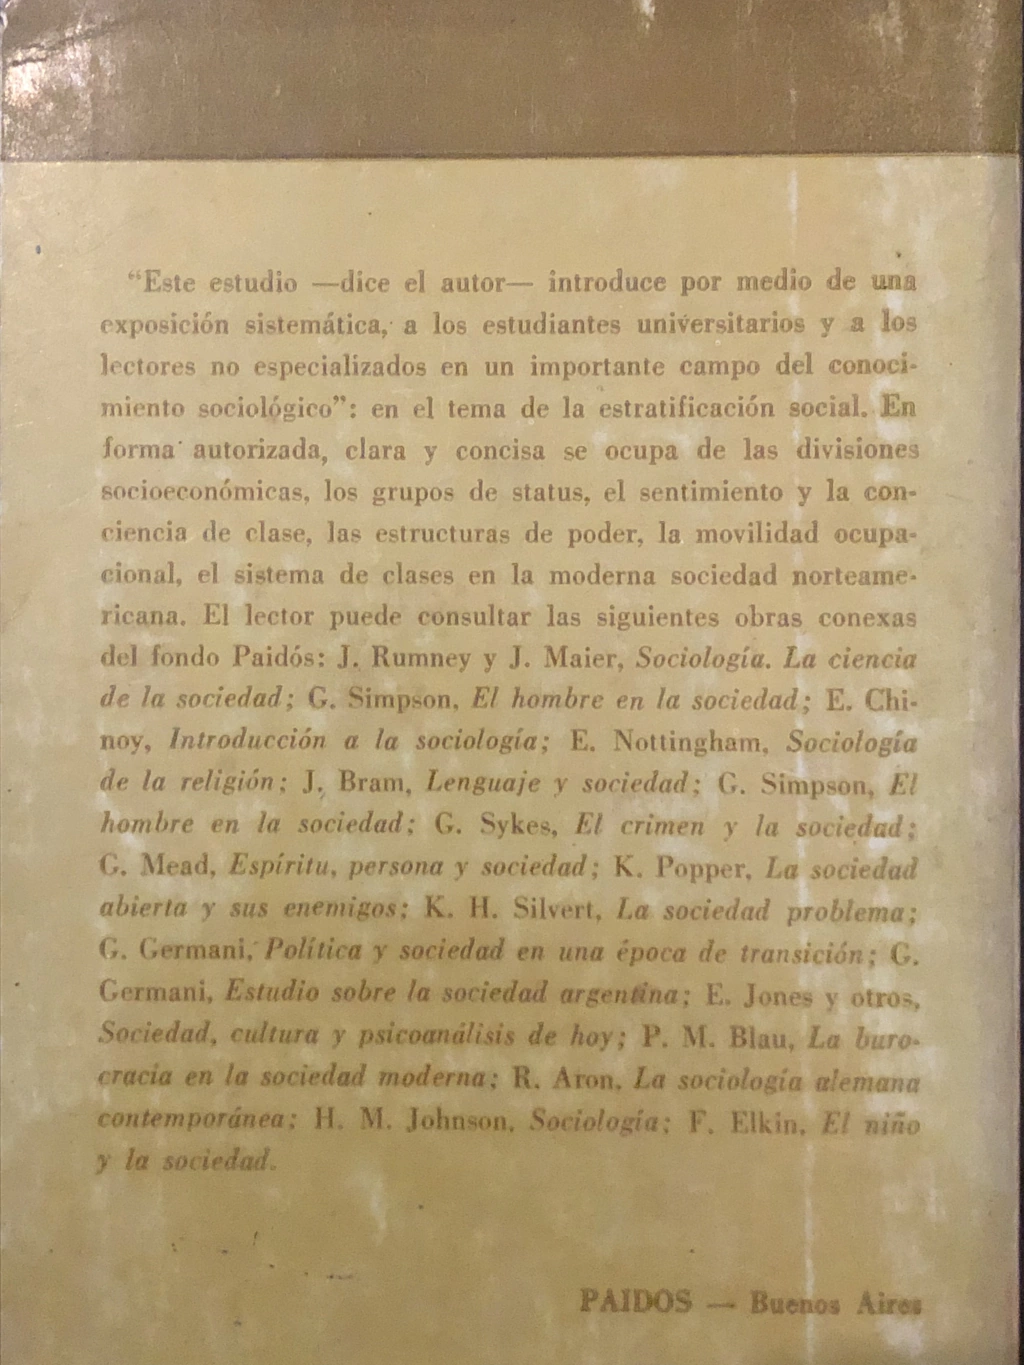 “Este estudio —dice el autor— introduce por medio de una
exposición sistemática, a los estudiantes universitarios y a los
lectores no especializados en un importante campo del conoci-
miento sociológico”: en el tema de la estratificación social. En
forma autorizada, clara y concisa se ocupa de las divisiones
socioeconómicas, los grupos de status, el sentimiento y la con-
ciencia de clase, las estructuras de poder, la movilidad ocupa-
cional, el sistema de clases en la moderna sociedad norteame-
ricana. El lector puede consultar las siguientes obras conexas
del fondo Paidós: J. Rumney y J. Maier, Sociología. La ciencia
de la sociedad; G. Simpson, El hombre en la sociedad; E. Chi-
noy, Introducción a la sociología; E. Nottingham, Sociología
de la religión; J. Bram, Lenguaje y sociedad; G. Simpson, El
hombre en la sociedad; G. Sykes, El crimen y la sociedad;
G. Mead, Espíritu, persona y sociedad; K. Popper, La sociedad
abierta y sus enemigos; K. H. Silvert, La sociedad problema;
G. Germani, Política y sociedad en una época de transición; G.
Germani, Estudio sobre la sociedad argentina; E. Jones y otros,
Sociedad, cultura y psicoanálisis de hoy; P. M. Blau, La buro-
cracia en la sociedad moderna; R. Aron, La sociología alemana
contemporánea; H. M. Johnson, Sociología; F. Elkin, El niño
y la sociedad.
PAIDOS — Buenos Aires